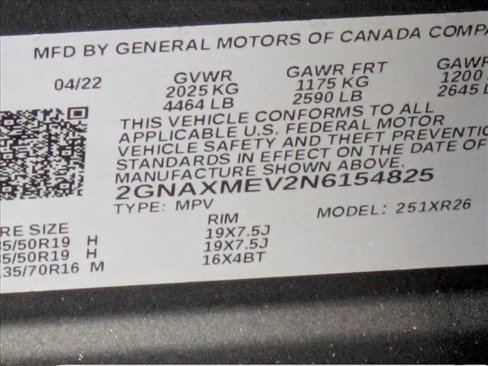 MFD BY GENERAL MOTORS OF CANADA COMPA
04/22 GVWR GAWR FRT GAWR
2025 KG 1175 KG 1200
4464 LB 2590 LB 2645 L
THIS VEHICLE CONFORMS TO ALL
APPLICABLE U.S. FEDERAL MOTOR
VEHICLE SAFETY AND THEFT PREVENTIO
STANDARDS IN EFFECT ON THE DATE OF
MANUFACTURE SHOWN ABOVE.
2GNAXMEV2N6154825
TYPE: MPV MODEL: 251XR26
RE SIZE RIM
35/50R19 H 19X7.5J
35/50R19 H 19X7.5J
135/70R16 M 16X4BT